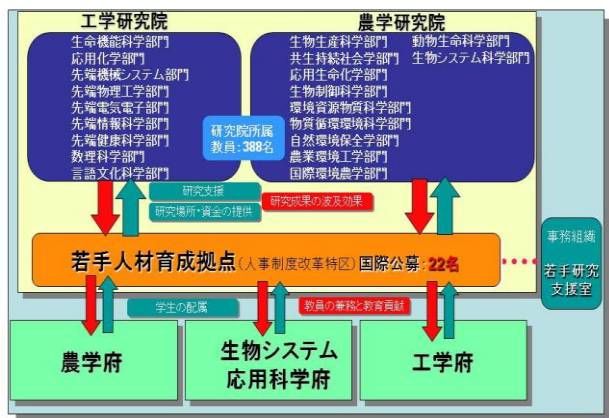 工学研究院
生命機能科学部門
応用化学部門
先端機械システム部門
先端物理工学部門
先端電気電子部門
先端情報科学部門
先端健康科学部門
数理科学部門
言語文化科学部門
農学研究院
生物生産科学部門
共生持続社会学部門
応用生命化学部門
生物制御科学部門
環境資源物質科学部門
物質循環環境科学部門
自然環境保全学部門
農業環境工学部門
国際環境農学部門
動物生命科学部門
生物システム科学部門
研究院所属
教員:388名
研究支援
研究場所・資金の提供
研究成果の波及効果
若手人材育成拠点(人事制度改革特区)国際公募:22名
事務組織
若手研究
支援室
学生の配属
教員の兼務と教育貢献
農学府
生物システム
応用科学府
工学府